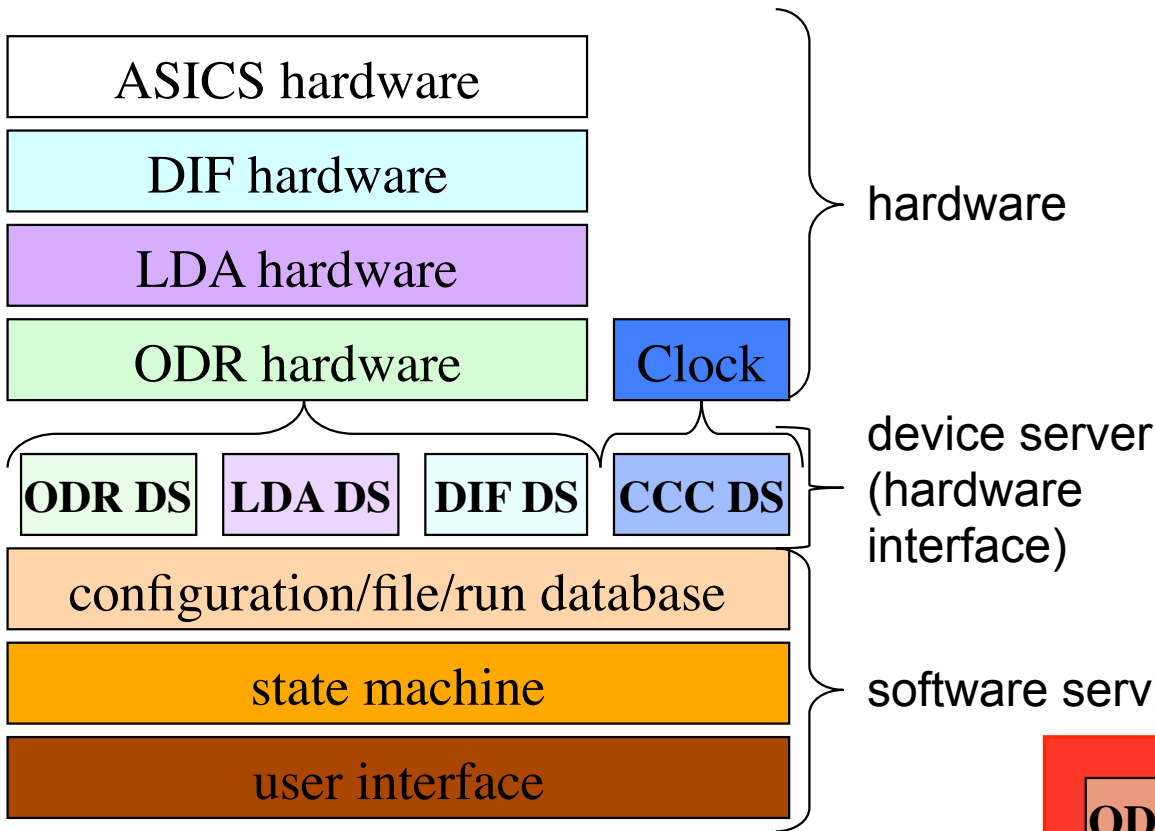 ASICS hardware
DIF hardware
hardware
LDA hardware
ODR hardware
Clock
device server
(hardware
interface)
ODR DS
LDA DS
DIF DS
CCC DS
configuration/file/run database
state machine
software serv
user interface